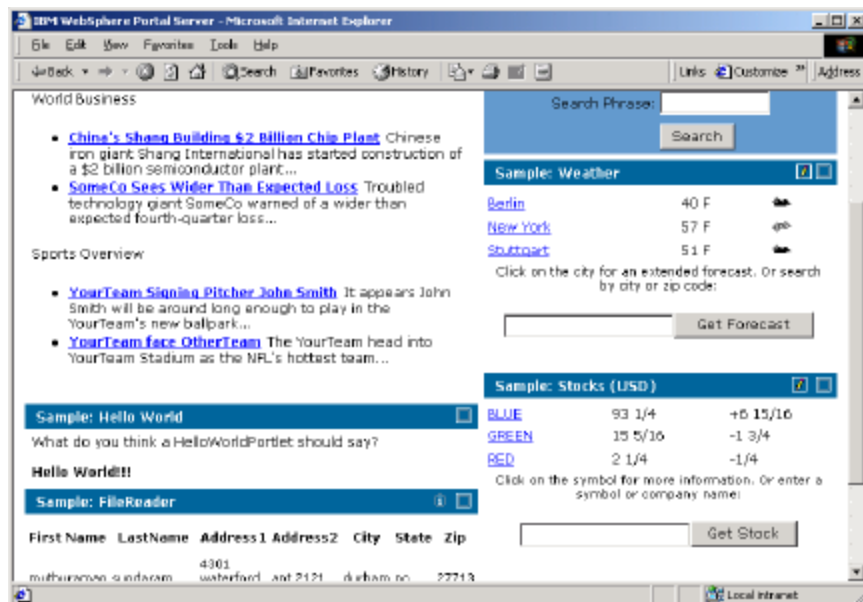 IBM WebSphere Portal Server - Microsoft Internet Explorer
File Edit View Favorites Tools Help
Back Search Favorites History Links Customize Address
World Business
China's Shang Building $2 Billion Chip Plant Chinese
iron giant Shang International has started construction of
a $2 billion semiconductor plant...
SomeCo Sees Wider Than Expected Loss Troubled
technology giant SomeCo warned of a wider than
expected fourth-quarter loss...
Sports Overview
YourTeam Signing Pitcher John Smith It appears John
Smith will be around long enough to play in the
YourTeam's new ballpark...
YourTeam face OtherTeam The YourTeam head into
YourTeam Stadium as the NFL's hottest team...
Sample: Hello World
What do you think a HelloWorldPortlet should say?
Hello World!!!
Sample: FileReader
First Name LastName Address1 Address2 City State Zip
4301
muthuraman sundaram waterford apt 2121 durham nc 27713
Search Phrase:
Search
Sample: Weather
Berlin 40 F
New York 57 F
Stuttgart 51 F
Click on the city for an extended forecast. Or search
by city or zip code:
Get Forecast
Sample: Stocks (USD)
BLUE 93 1/4 +6 15/16
GREEN 15 5/16 -1 3/4
RED 2 1/4 -1/4
Click on the symbol for more information. Or enter a
symbol or company name:
Get Stock
Local intranet